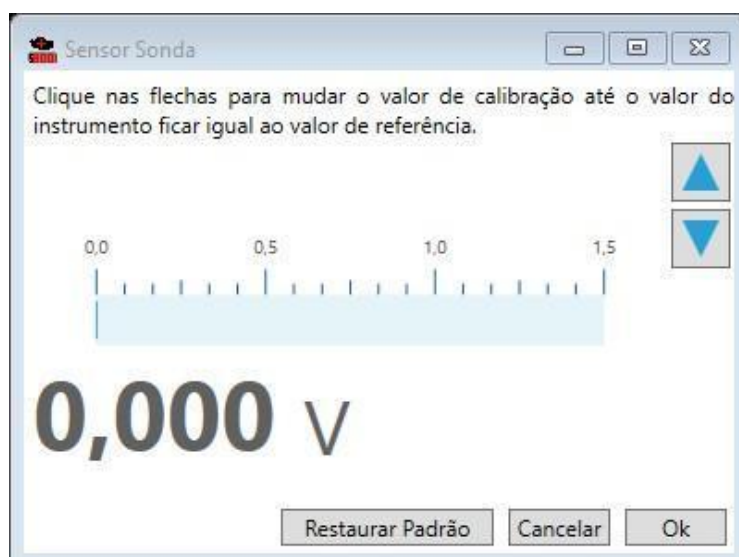 Sensor Sonda
Clique nas flechas para mudar o valor de calibração até o valor do
instrumento ficar igual ao valor de referência.
0,0 0,5 1,0 1,5
0,000 V
Restaurar Padrão Cancelar Ok